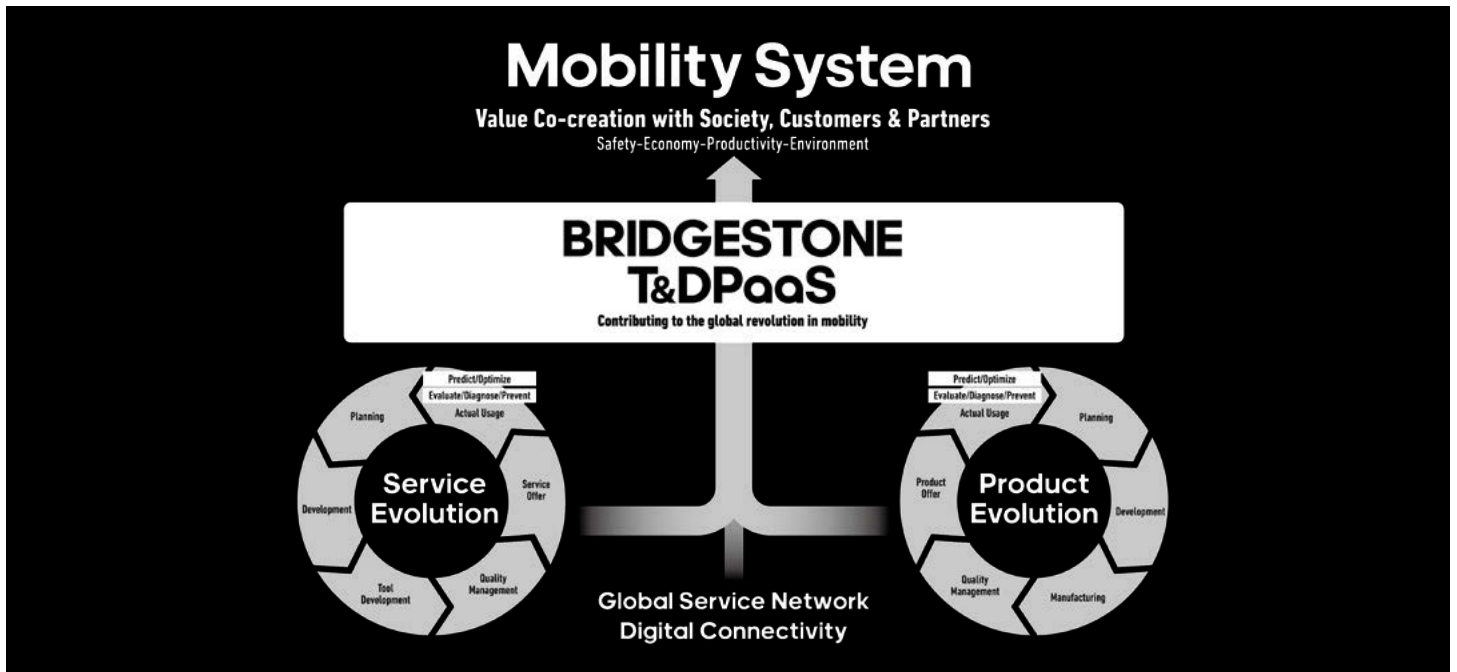 Mobility System
Value Co-creation with Society, Customers & Partners
Safety-Economy-Productivity-Environment
BRIDGESTONE
T&DPaaS
Contributing to the global revolution in mobility
Predict/Optimize
Evaluate/Diagnose/Prevent
Actual Usage
Planning
Service
Offer
Development
Service
Evolution
Tool
Development
Quality
Management
Predict/Optimize
Evaluate/Diagnose/Prevent
Actual Usage
Planning
Product
Offer
Product
Evolution
Development
Quality
Management
Manufacturing
Global Service Network
Digital Connectivity